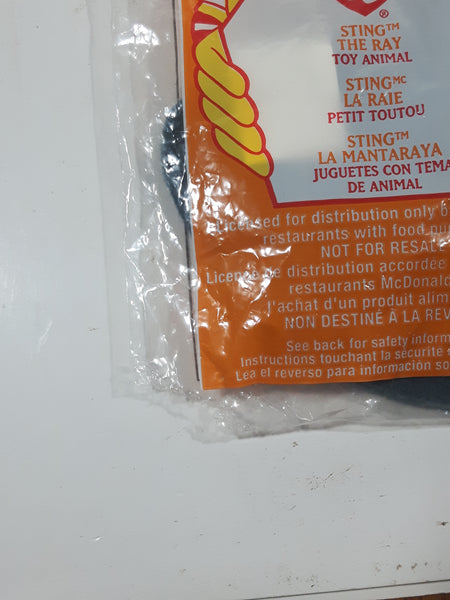 STING™
THE RAY
TOY ANIMAL
STING MC
LA RAIE
PETIT TOUTOU
STING™
LA MANTARAYA
JUGUETES CON TEMA
DE ANIMAL
Licensed for distribution only
restaurants with food
NOT FOR RESALE
Licence de distribution accordée
restaurants McDonald
l'achat d'un produit alim
NON DESTINÉ À LA REV
See back for safety inform
Instructions touchant la sécurité
Lea el reverso para información so